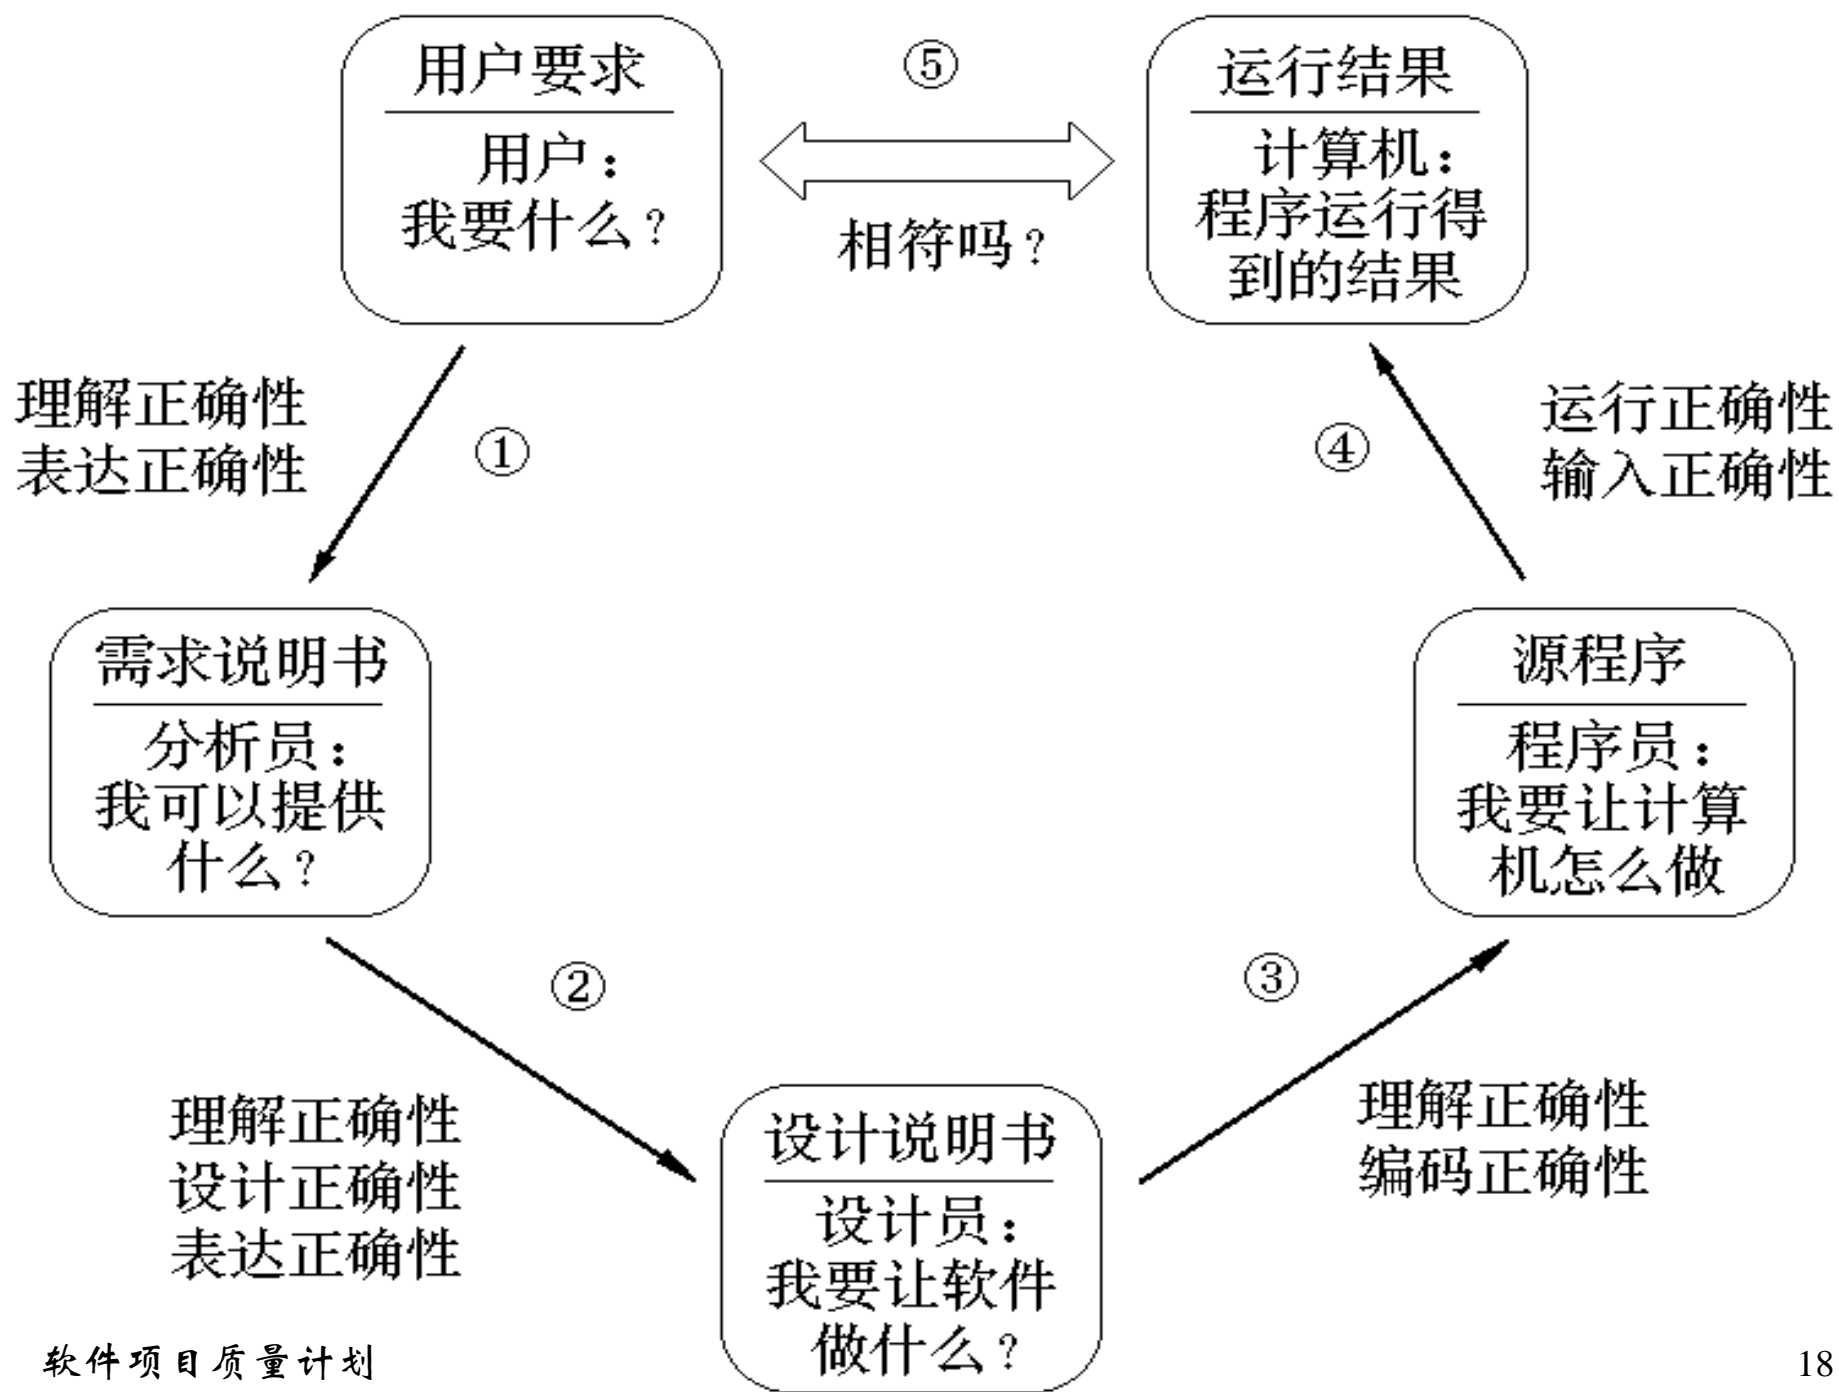 用户要求
用户：
我要什么？
⑤
相符吗？
运行结果
计算机：
程序运行得
到的结果
理解正确性
表达正确性
①
④
运行正确性
输入正确性
需求说明书
分析员：
我可以提供
什么？
源程序
程序员：
我要让计算
机怎么做
②
③
理解正确性
设计正确性
表达正确性
设计说明书
设计员：
我要让软件
做什么？
理解正确性
编码正确性
软件项目质量计划
18